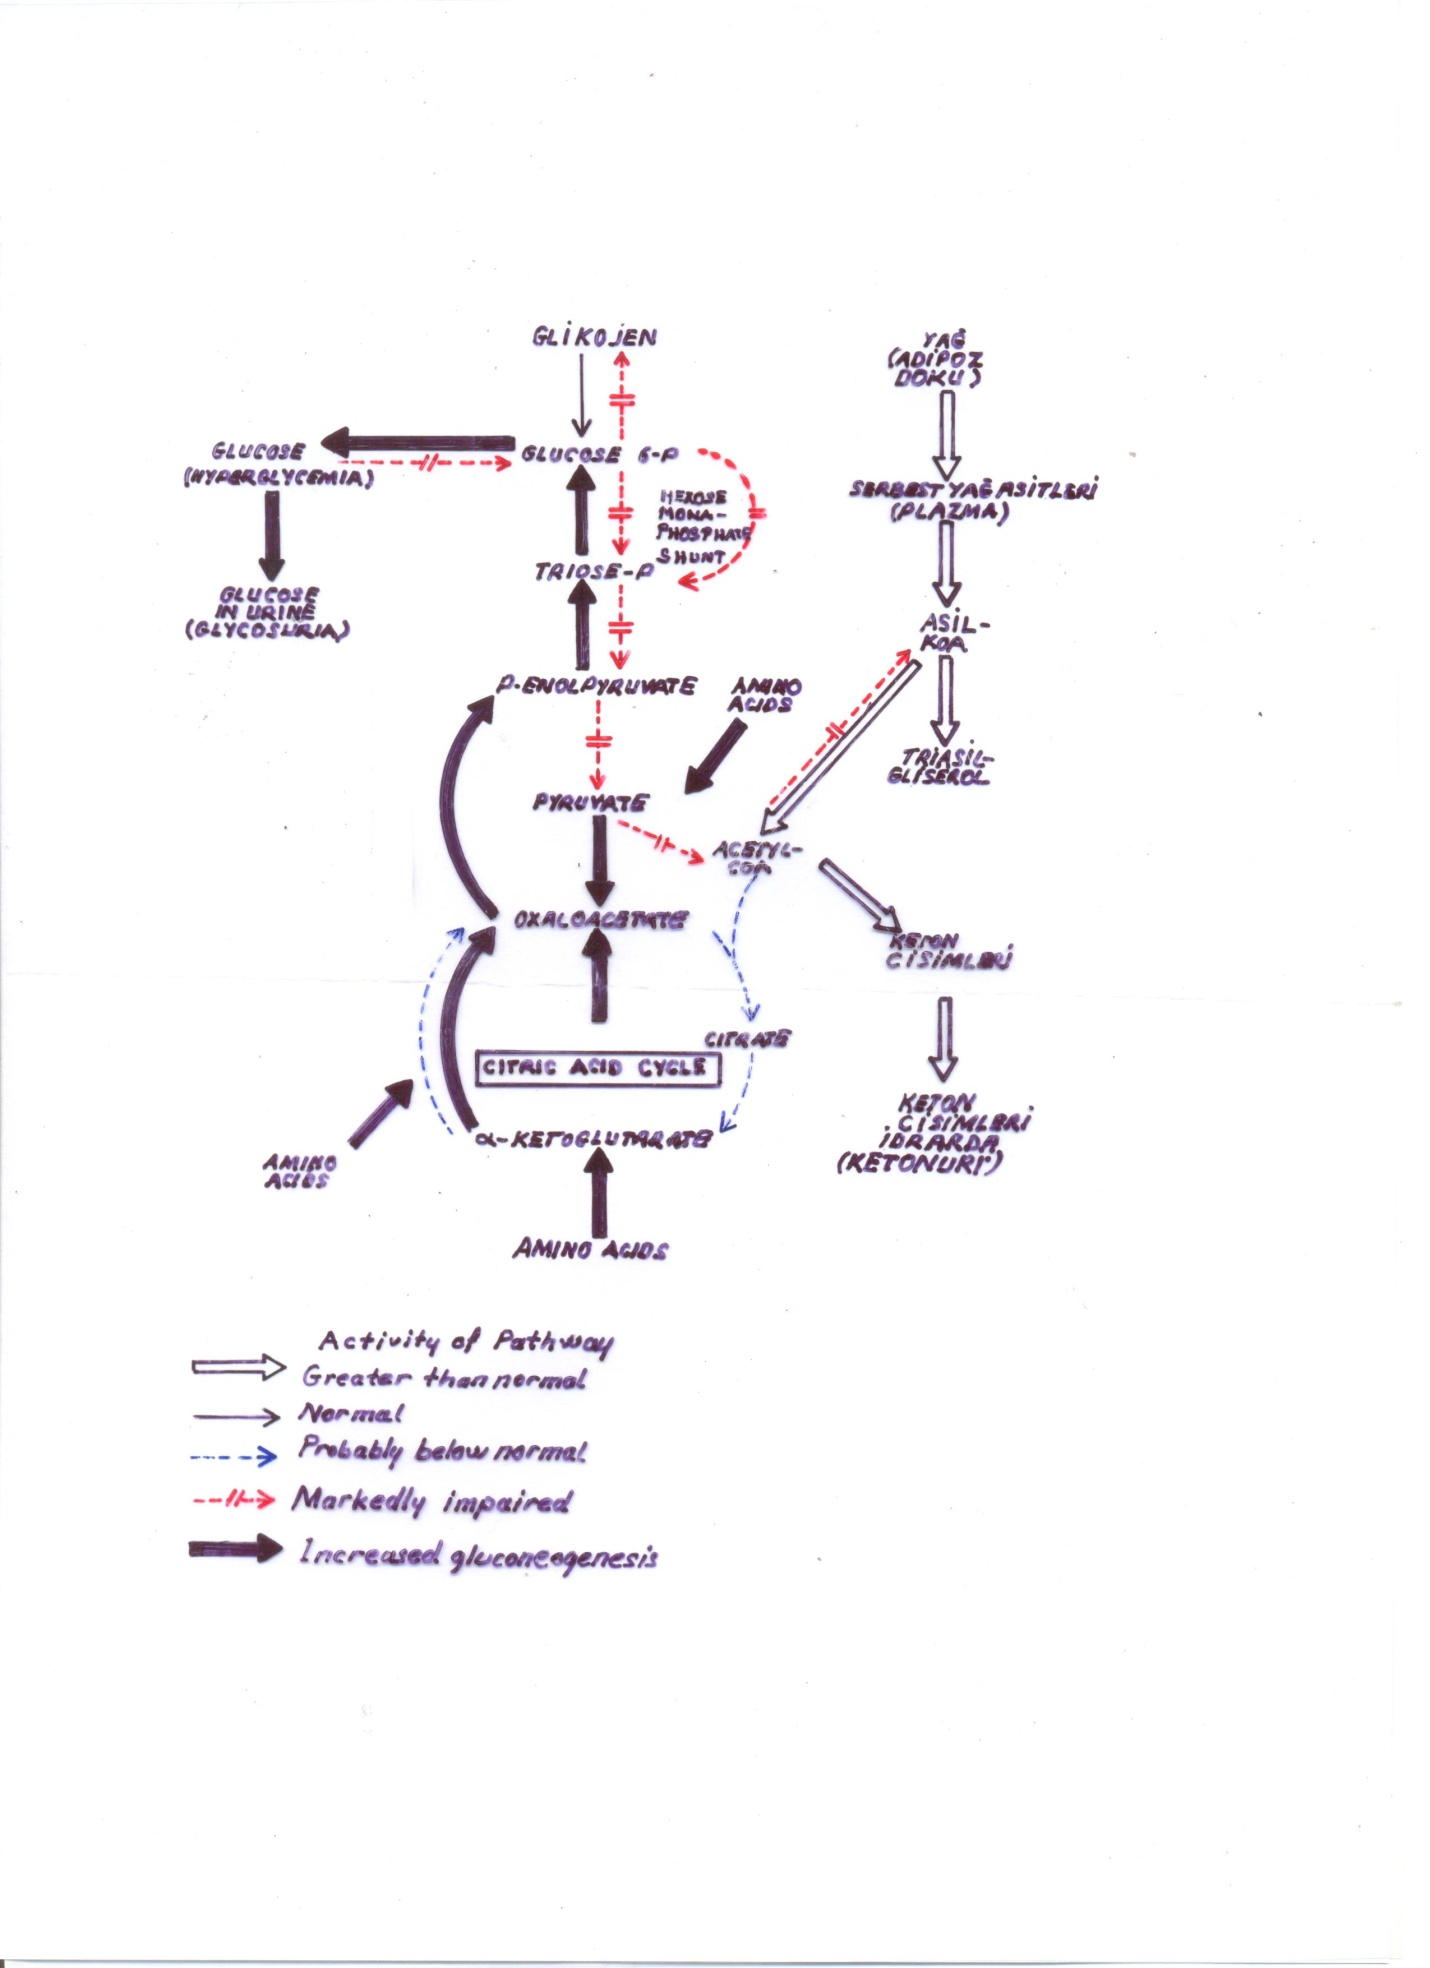 GLİKOJEN
GLUCOSE
(HYPERGLYCEMIA)
GLUCOSE 6-P
HEXOSE
MONA-
PHOSPHATE
SHUNT
GLUCOSE
IN URINE
(GLYCOSURIA)
TRIOSE-P
P-ENOLPYRUVATE
AMINO
ACIDS
PYRUVATE
ACETYL-
COA
OXALOACETATE
CITRATE
CITRIC ACID CYCLE
α-KETOGLUTARATE
AMINO
ACIDS
AMINO ACIDS
YAĞ
(ADİPOZ
DOKU)
SERBEST YAĞ ASİTLERİ
(PLAZMA)
ASİL-
KOA
TRİASİL-
GLİSEROL
KETON
CİSİMLERİ
KETON
CİSİMLERİ
İDRARDA
(KETONURİ)
Activity of Pathway
Greater than normal
Normal
Probably below normal
Markedly impaired
Increased gluconeogenesis